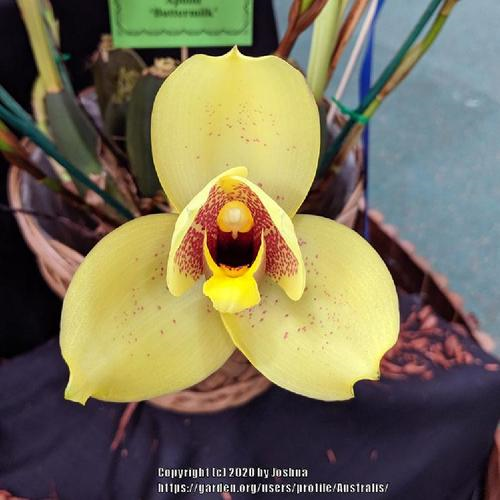 "Buttermilk"
Copyright (c) 2020 by Joshua
https://garden.org/users/profile/Australis/